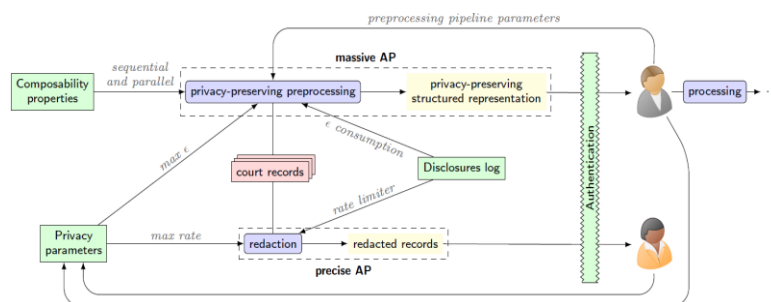 preprocessing pipeline parameters
massive AP
sequential
and parallel
Composability
properties
privacy-preserving preprocessing
privacy-preserving
structured representation
processing
ϵ consumption
max ϵ
court records
Disclosures log
Authentication
rate limiter
Privacy
parameters
max rate
redaction
redacted records
precise AP